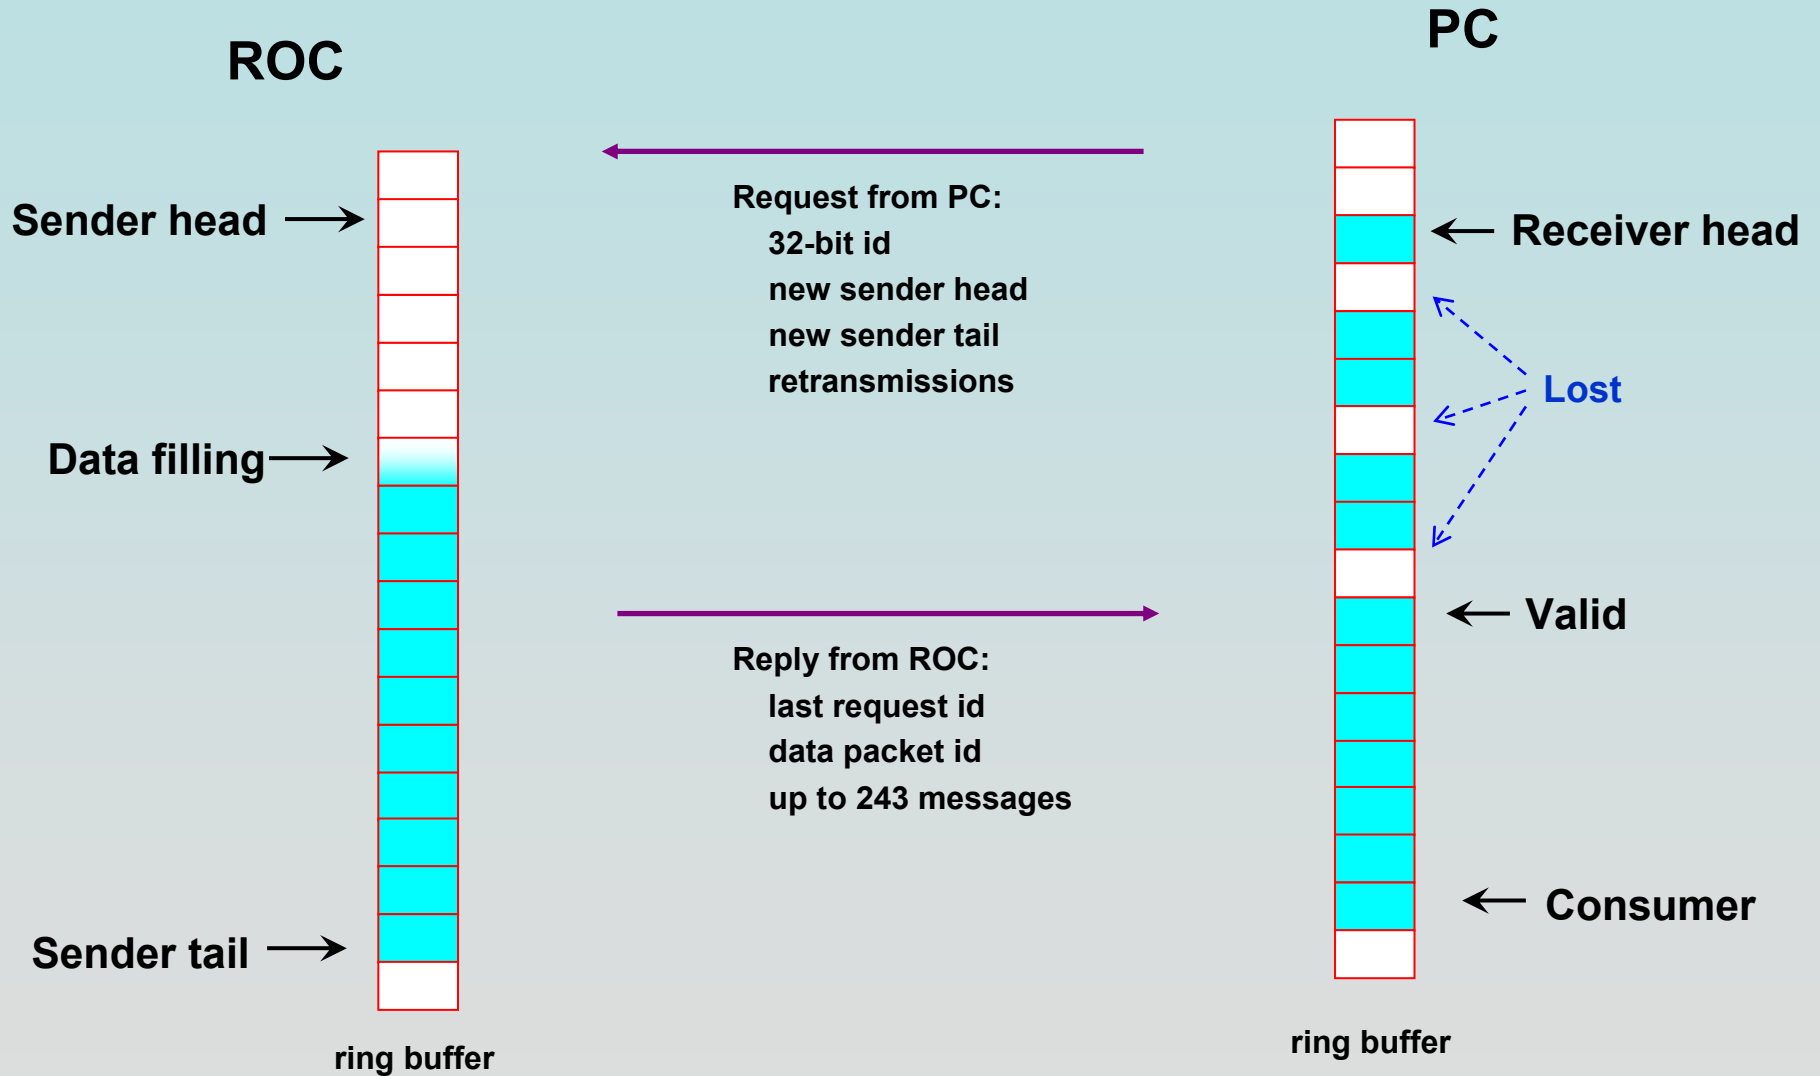 ROC
PC
Sender head
Data filling
Sender tail
ring buffer
Request from PC:
32-bit id
new sender head
new sender tail
retransmissions
Reply from ROC:
last request id
data packet id
up to 243 messages
Receiver head
Lost
Valid
Consumer
ring buffer